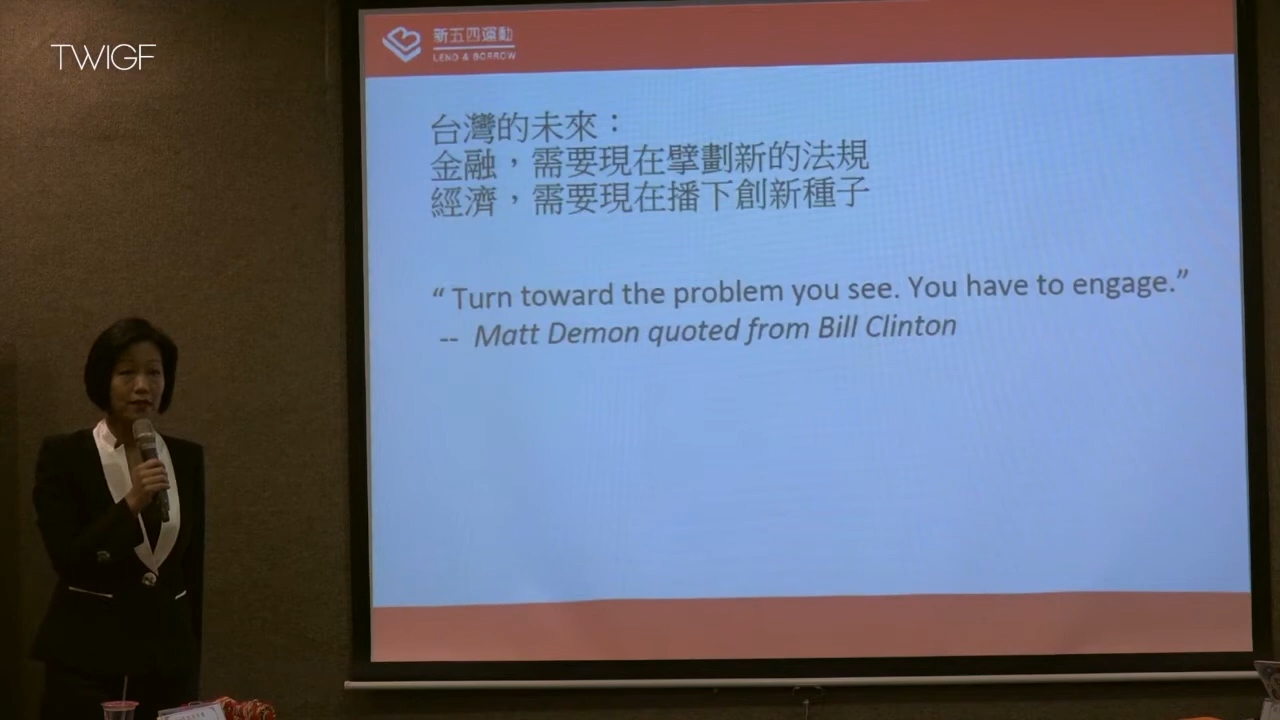 TWIGF
新五四運動
LEND & BORROW
台灣的未來：
金融，需要現在擘劃新的法規
經濟，需要現在播下創新種子
“ Turn toward the problem you see. You have to engage.”
-- Matt Demon quoted from Bill Clinton